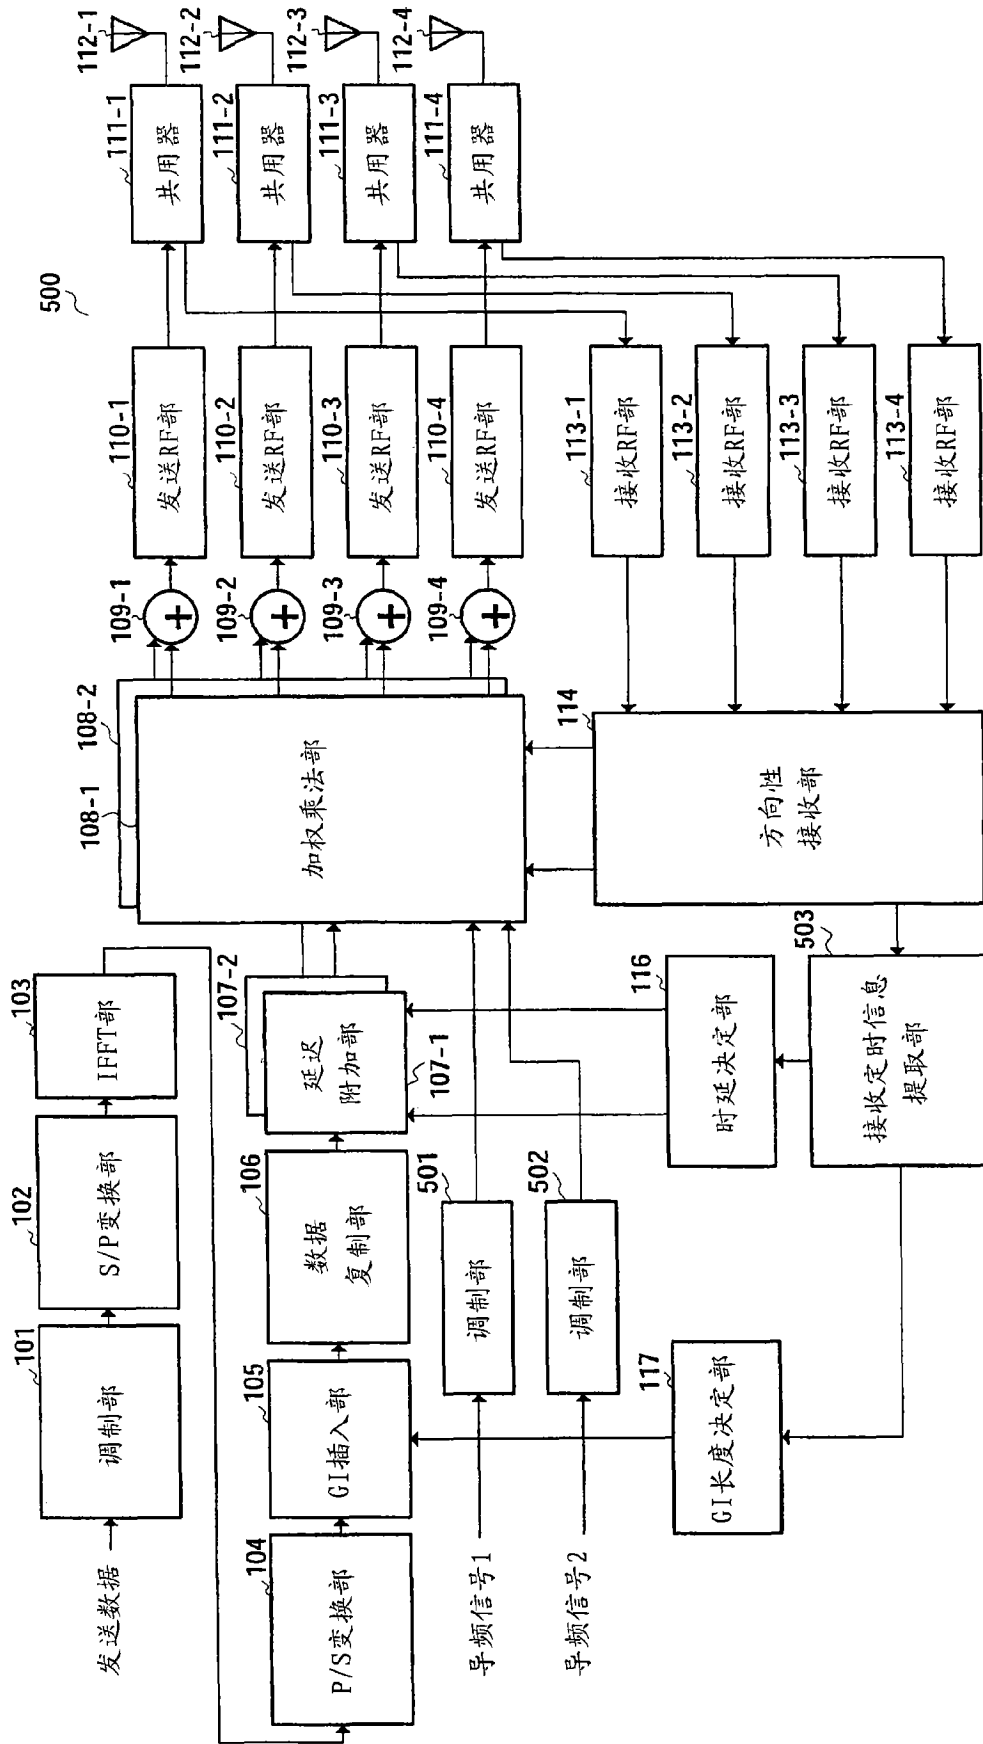 500
101
调制部
102
S/P变换部
103
IFFT部
发送数据
104
P/S变换部
105
GI插入部
106
数据
复制部
107-2
延迟
附加部
107-1
108-2
108-1
加权乘法部
109-1
109-2
109-3
109-4
110-1
发送RF部
110-2
发送RF部
110-3
发送RF部
110-4
发送RF部
111-1
共用器
111-2
共用器
111-3
共用器
111-4
共用器
112-1
112-2
112-3
112-4
导频信号1
501
调制部
导频信号2
502
调制部
113-1
接收RF部
113-2
接收RF部
113-3
接收RF部
113-4
接收RF部
114
方向性
接收部
116
时延决定部
117
GI长度决定部
503
接收定时信息
提取部